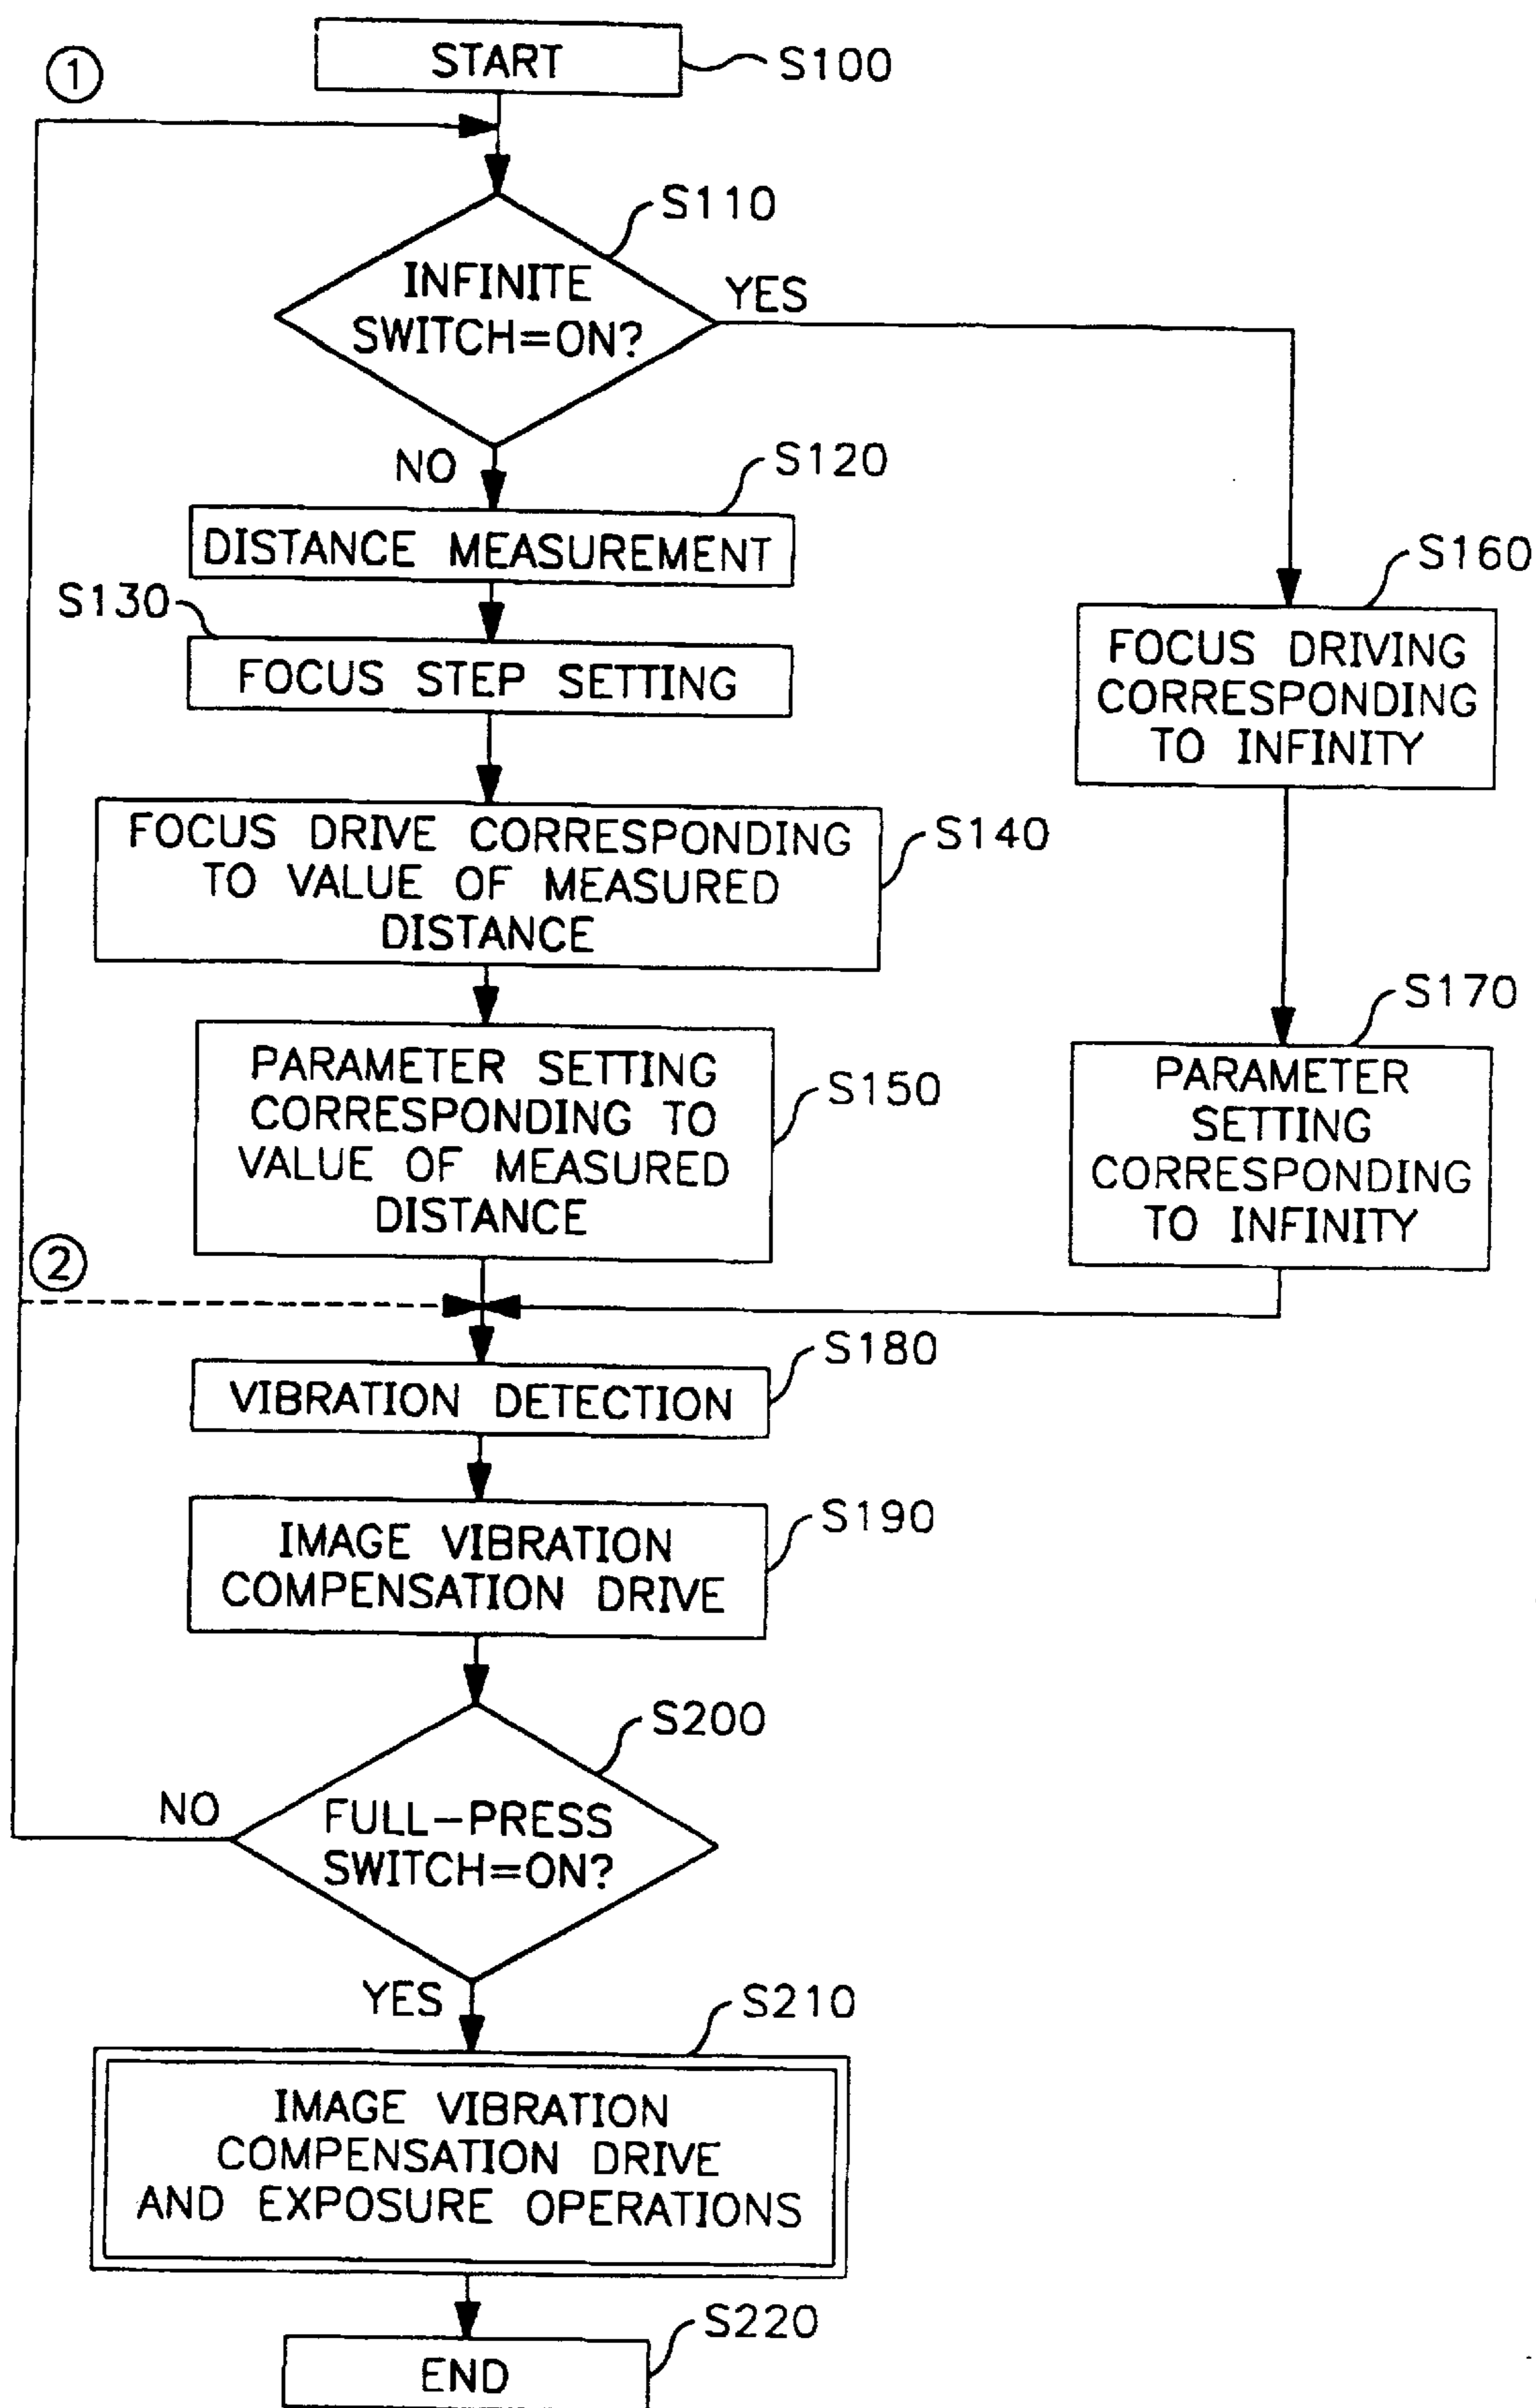 START
S100
①
S110
INFINITE
SWITCH=ON?
YES
NO
S120
DISTANCE MEASUREMENT
S130
FOCUS STEP SETTING
S160
FOCUS DRIVING
CORRESPONDING
TO INFINITY
FOCUS DRIVE CORRESPONDING
TO VALUE OF MEASURED
DISTANCE
S140
S170
PARAMETER
SETTING
CORRESPONDING
TO INFINITY
PARAMETER SETTING
CORRESPONDING TO
VALUE OF MEASURED
DISTANCE
S150
②
S180
VIBRATION DETECTION
S190
IMAGE VIBRATION
COMPENSATION DRIVE
S200
NO
FULL-PRESS
SWITCH=ON?
YES
S210
IMAGE VIBRATION
COMPENSATION DRIVE
AND EXPOSURE OPERATIONS
S220
END